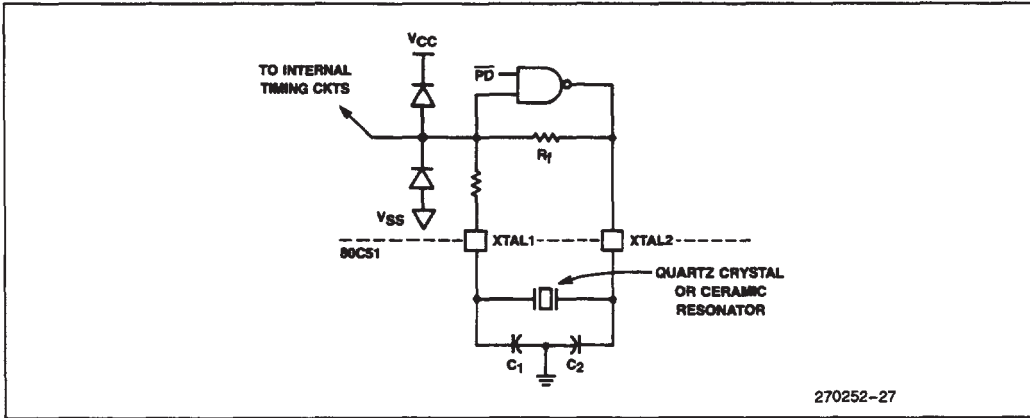 VCC
TO INTERNAL
TIMING CKTS
PD
Rf
VSS
80C51
XTAL1
XTAL2
QUARTZ CRYSTAL
OR CERAMIC
RESONATOR
C1
C2
270252-27